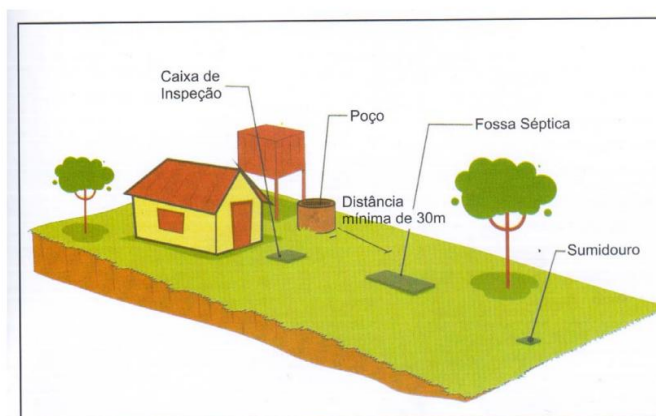 Caixa de
Inspeção
Poço
Fossa Séptica
Distância
mínima de 30m
Sumidouro